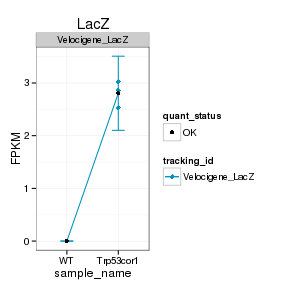 LacZ
Velocigene_LacZ
FPKM
3
2
1
0
WT
Trp53cor1
sample_name
quant_status
OK
tracking_id
Velocigene_LacZ